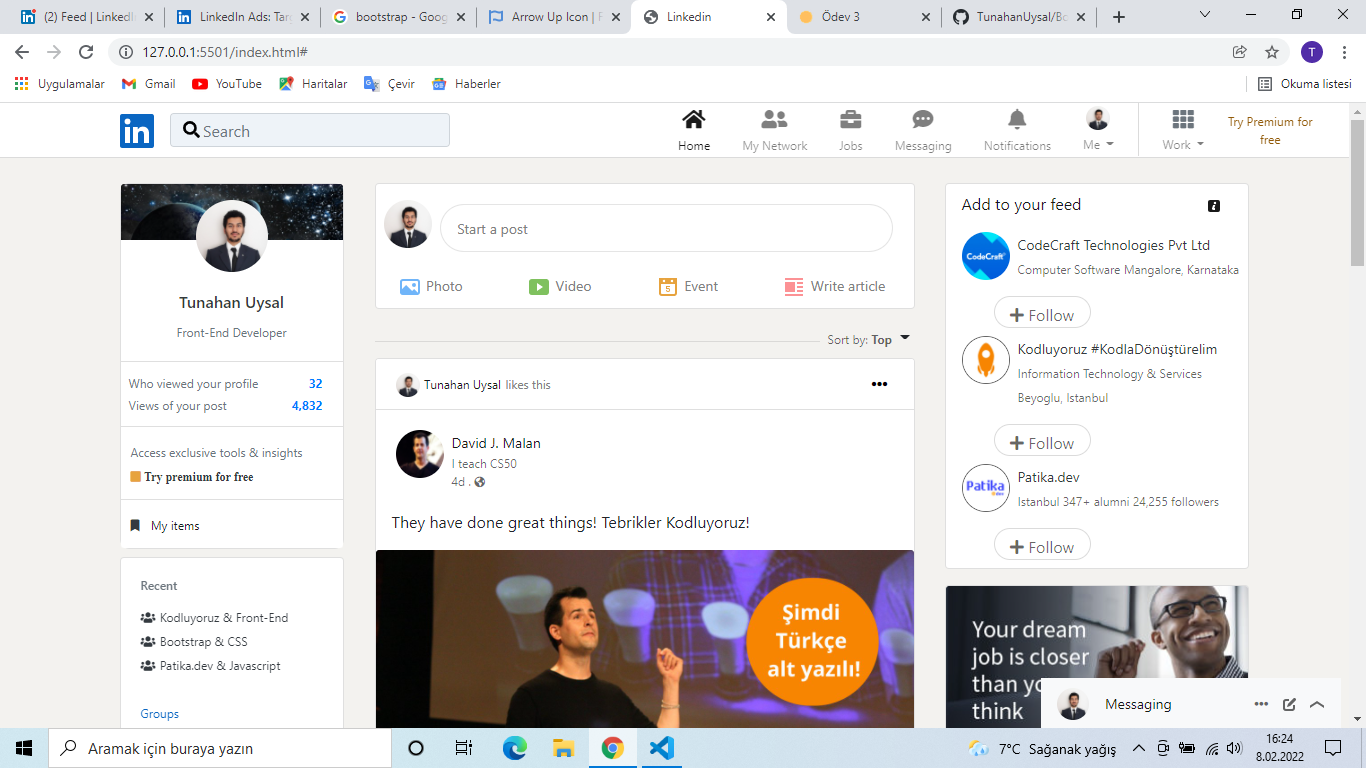 (2) Feed | LinkedI
LinkedIn Ads: Targ
bootstrap - Goog
Arrow Up Icon | F
Linkedin
Ödev 3
TunahanUysal/Bo
127.0.0.1:5501/index.html#
T
Uygulamalar
Gmail
YouTube
Haritalar
Çevir
Haberler
Okuma listesi
in
Search
Home
My Network
Jobs
Messaging
Notifications
Me
Work
Try Premium for
free
Tunahan Uysal
Front-End Developer
Who viewed your profile 32
Views of your post 4,832
Access exclusive tools & insights
Try premium for free
My items
Recent
Kodluyoruz & Front-End
Bootstrap & CSS
Patika.dev & Javascript
Groups
Start a post
Photo
Video
5
Event
Write article
Sort by: Top
Tunahan Uysal likes this
David J. Malan
I teach CS50
4d .
They have done great things! Tebrikler Kodluyoruz!
Şimdi
Türkçe
alt yazılı!
Add to your feed
CodeCraft
CodeCraft Technologies Pvt Ltd
Computer Software Mangalore, Karnataka
Follow
Kodluyoruz #KodlaDönüştürelim
Information Technology & Services
Beyoglu, Istanbul
Follow
Patika
dev
Patika.dev
Istanbul 347+ alumni 24,255 followers
Follow
Your dream
job is closer
than yo
think
Messaging
Aramak için buraya yazın
7°C Sağanak yağış
16:24
8.02.2022